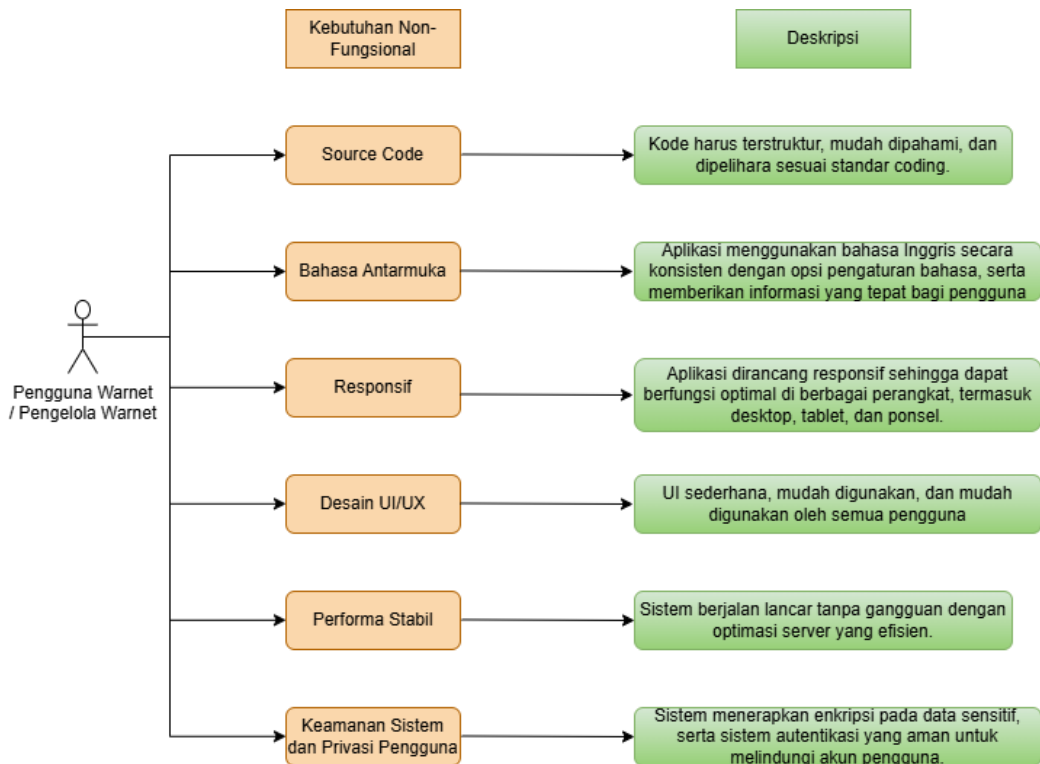 Kebutuhan Non-
Fungsional
Deskripsi
Source Code
Kode harus terstruktur, mudah dipahami, dan
dipelihara sesuai standar coding.
Bahasa Antarmuka
Aplikasi menggunakan bahasa Inggris secara
konsisten dengan opsi pengaturan bahasa, serta
memberikan informasi yang tepat bagi pengguna
Pengguna Warnet
/ Pengelola Warnet
Responsif
Aplikasi dirancang responsif sehingga dapat
berfungsi optimal di berbagai perangkat, termasuk
desktop, tablet, dan ponsel.
Desain UI/UX
UI sederhana, mudah digunakan, dan mudah
digunakan oleh semua pengguna
Performa Stabil
Sistem berjalan lancar tanpa gangguan dengan
optimasi server yang efisien.
Keamanan Sistem
dan Privasi Pengguna
Sistem menerapkan enkripsi pada data sensitif,
serta sistem autentikasi yang aman untuk
melindungi akun pengguna.